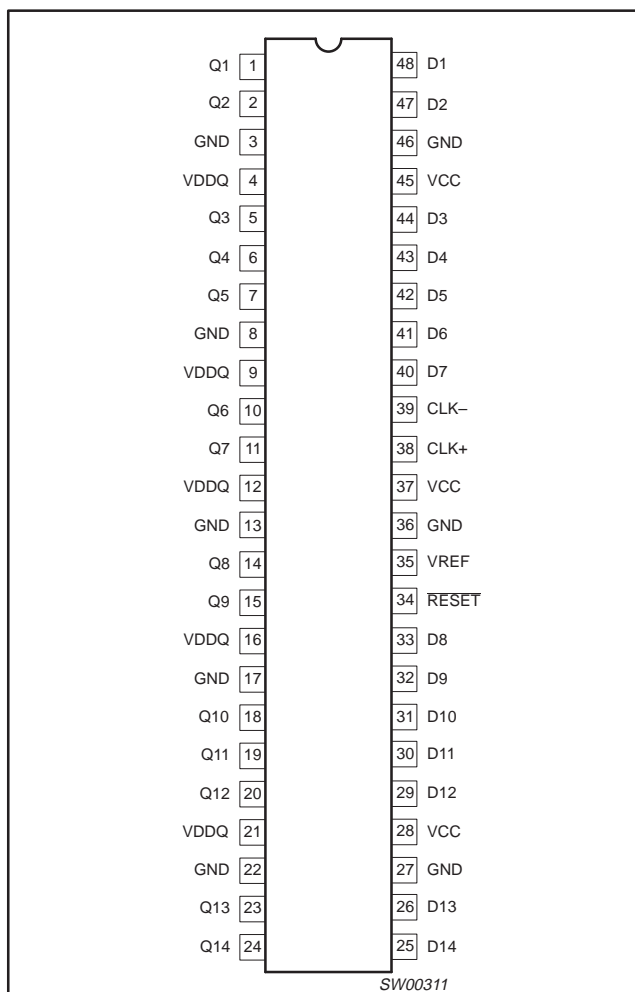 Q1 1 48 D1
Q2 2 47 D2
GND 3 46 GND
VDDQ 4 45 VCC
Q3 5 44 D3
Q4 6 43 D4
Q5 7 42 D5
GND 8 41 D6
VDDQ 9 40 D7
Q6 10 39 CLK–
Q7 11 38 CLK+
VDDQ 12 37 VCC
GND 13 36 GND
Q8 14 35 VREF
Q9 15 34 RESET
VDDQ 16 33 D8
GND 17 32 D9
Q10 18 31 D10
Q11 19 30 D11
Q12 20 29 D12
VDDQ 21 28 VCC
GND 22 27 GND
Q13 23 26 D13
Q14 24 25 D14
SW00311